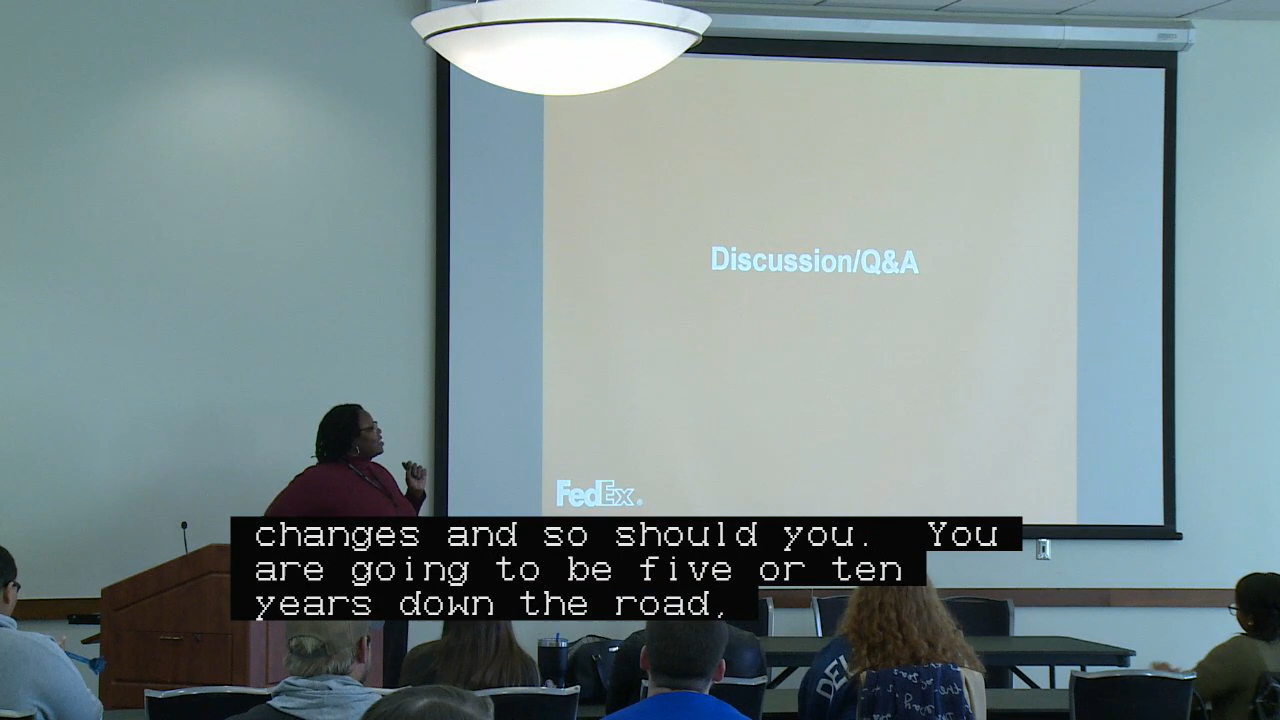 Discussion/Q&A
FedEx.
changes and so should you.  You
are going to be five or ten
years down the road,